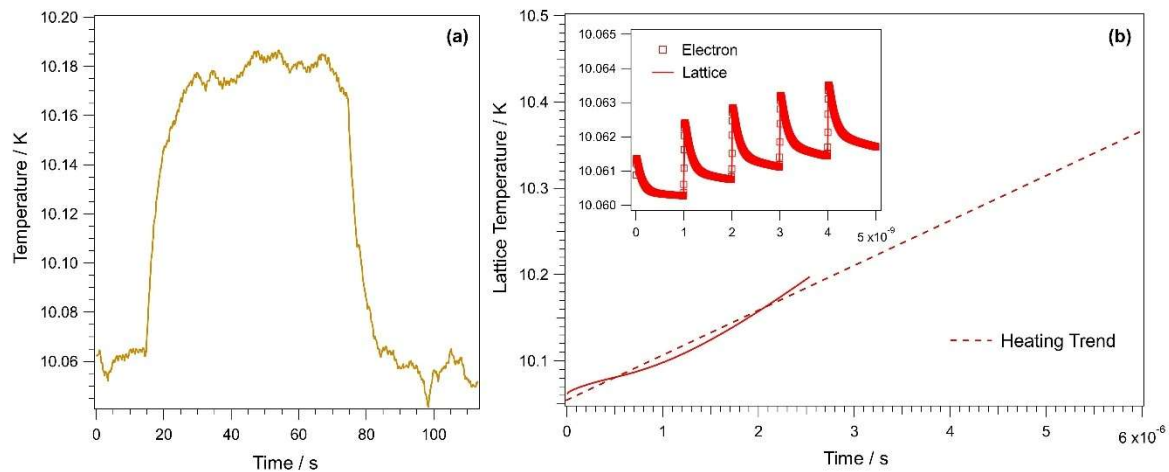 (a)
Temperature / K
10.20
10.18
10.16
10.14
10.12
10.10
10.08
10.06
0 20 40 60 80 100
Time / s
(b)
Lattice Temperature / K
10.5
10.4
10.3
10.2
10.1
0 1 2 3 4 5 6 x10⁻⁶
Time / s
Heating Trend
10.065
10.064
10.063
10.062
10.061
10.060
Electron
Lattice
0 1 2 3 4 5 x10⁻⁹